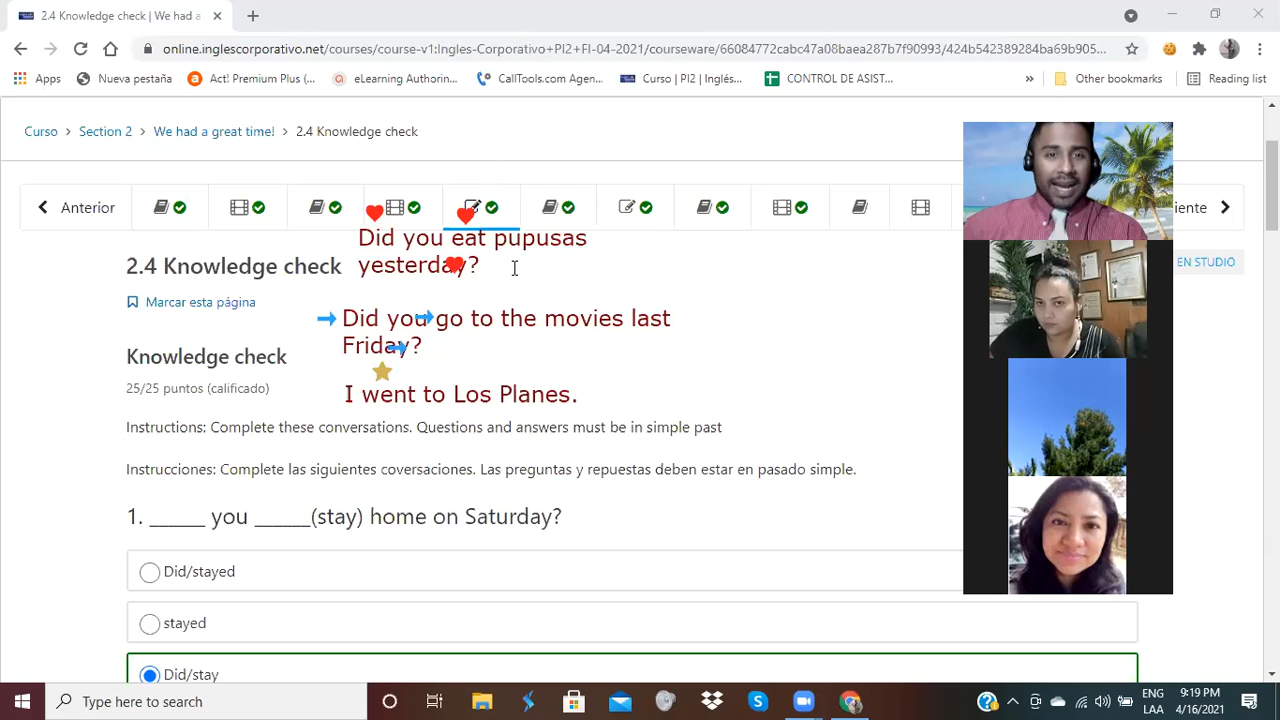 2.4 Knowledge check | We had a
online.inglescorporativo.net/courses/course-v1:Ingles-Corporativo+PI2+FI-04-2021/courseware/66084772cabc47a08baea287b7f90993/424b542389284ba69b905...
Apps Nueva pestaña Act! Premium Plus (... eLearning Authorin... CallTools.com Agen... Curso | PI2 | Inglés... CONTROL DE ASIST... » Other bookmarks Reading list
Curso > Section 2 > We had a great time! > 2.4 Knowledge check
Anterior iente
Did you eat pupusas
yesterday?
EN STUDIO
2.4 Knowledge check
Marcar esta página
Did you go to the movies last
Friday?
Knowledge check
25/25 puntos (calificado)
I went to Los Planes.
Instructions: Complete these conversations. Questions and answers must be in simple past
Instrucciones: Complete las siguientes coversaciones. Las preguntas y repuestas deben estar en pasado simple.
1. ______ you ______(stay) home on Saturday?
Did/stayed
stayed
Did/stay
Type here to search
ENG
LAA
9:19 PM
4/16/2021